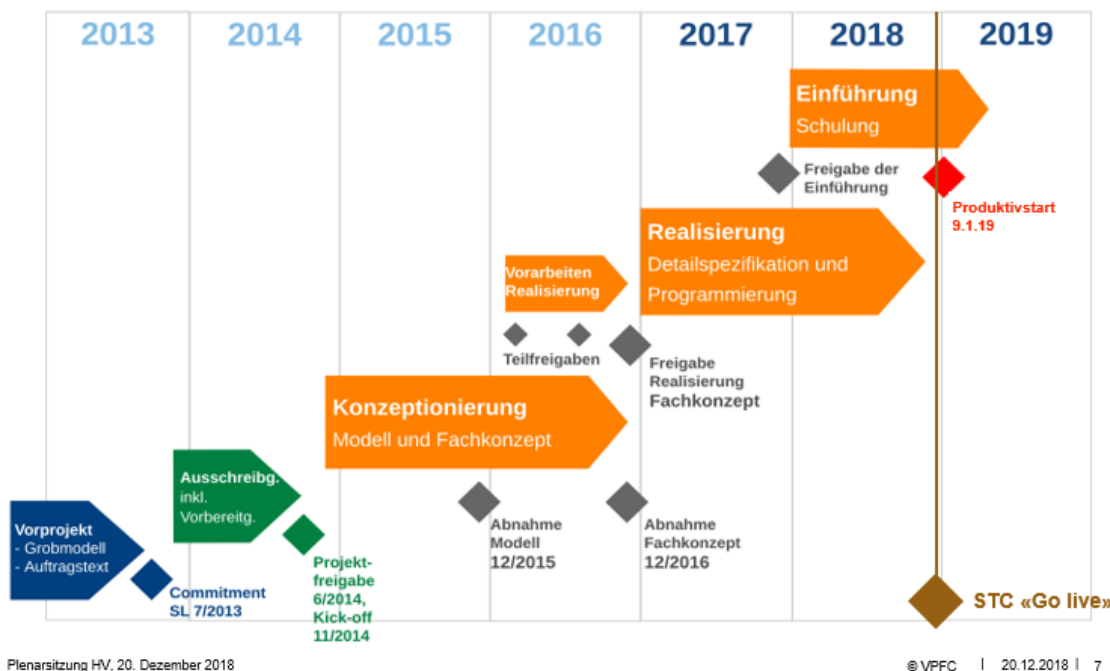 2013 2014 2015 2016 2017 2018 2019
Einführung
Schulung
Freigabe der
Einführung
Produktivstart
9.1.19
Realisierung
Detailspezifikation und
Programmierung
Vorarbeiten
Realisierung
Teilfreigaben
Freigabe
Realisierung
Fachkonzept
Konzeptionierung
Modell und Fachkonzept
Abnahme
Modell
12/2015
Abnahme
Fachkonzept
12/2016
Ausschreibg.
inkl.
Vorbereitg.
Projekt-
freigabe
6/2014,
Kick-off
11/2014
Vorprojekt
- Grobmodell
- Auftragstext
Commitment
SL 7/2013
STC «Go live»
Plenarsitzung HV, 20. Dezember 2018
© VPFC | 20.12.2018 | 7